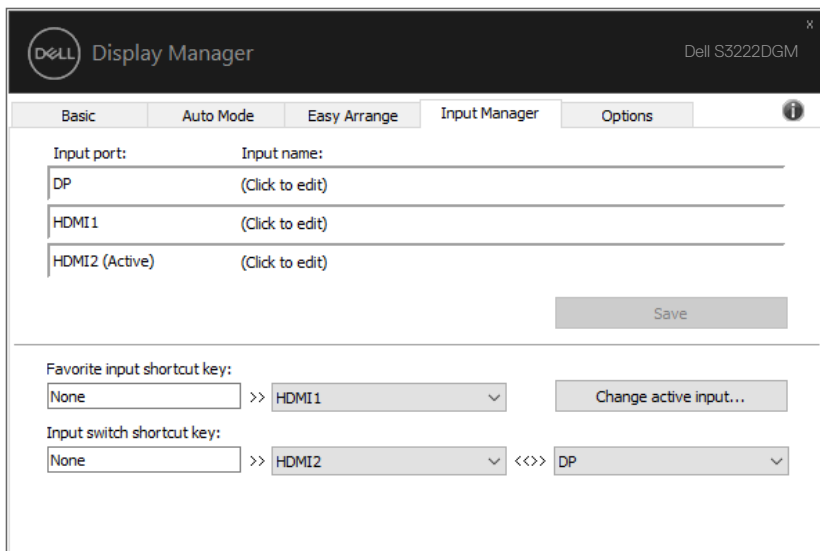 x
DELL Display Manager Dell S3222DGM
Basic Auto Mode Easy Arrange Input Manager Options i
Input port: Input name:
DP (Click to edit)
HDMI1 (Click to edit)
HDMI2 (Active) (Click to edit)
Save
Favorite input shortcut key:
None >> HDMI1 Change active input...
Input switch shortcut key:
None >> HDMI2 <<>> DP